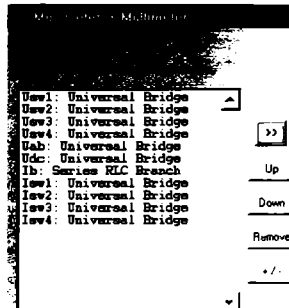 Usw1: Universal Bridge
Usw2: Universal Bridge
Usw3: Universal Bridge
Usw4: Universal Bridge
Uab: Universal Bridge
Udc: Universal Bridge
Ib: Series RLC Branch
Isw1: Universal Bridge
Isw2: Universal Bridge
Isw3: Universal Bridge
Isw4: Universal Bridge
>>
Up
Down
Remove
+/-